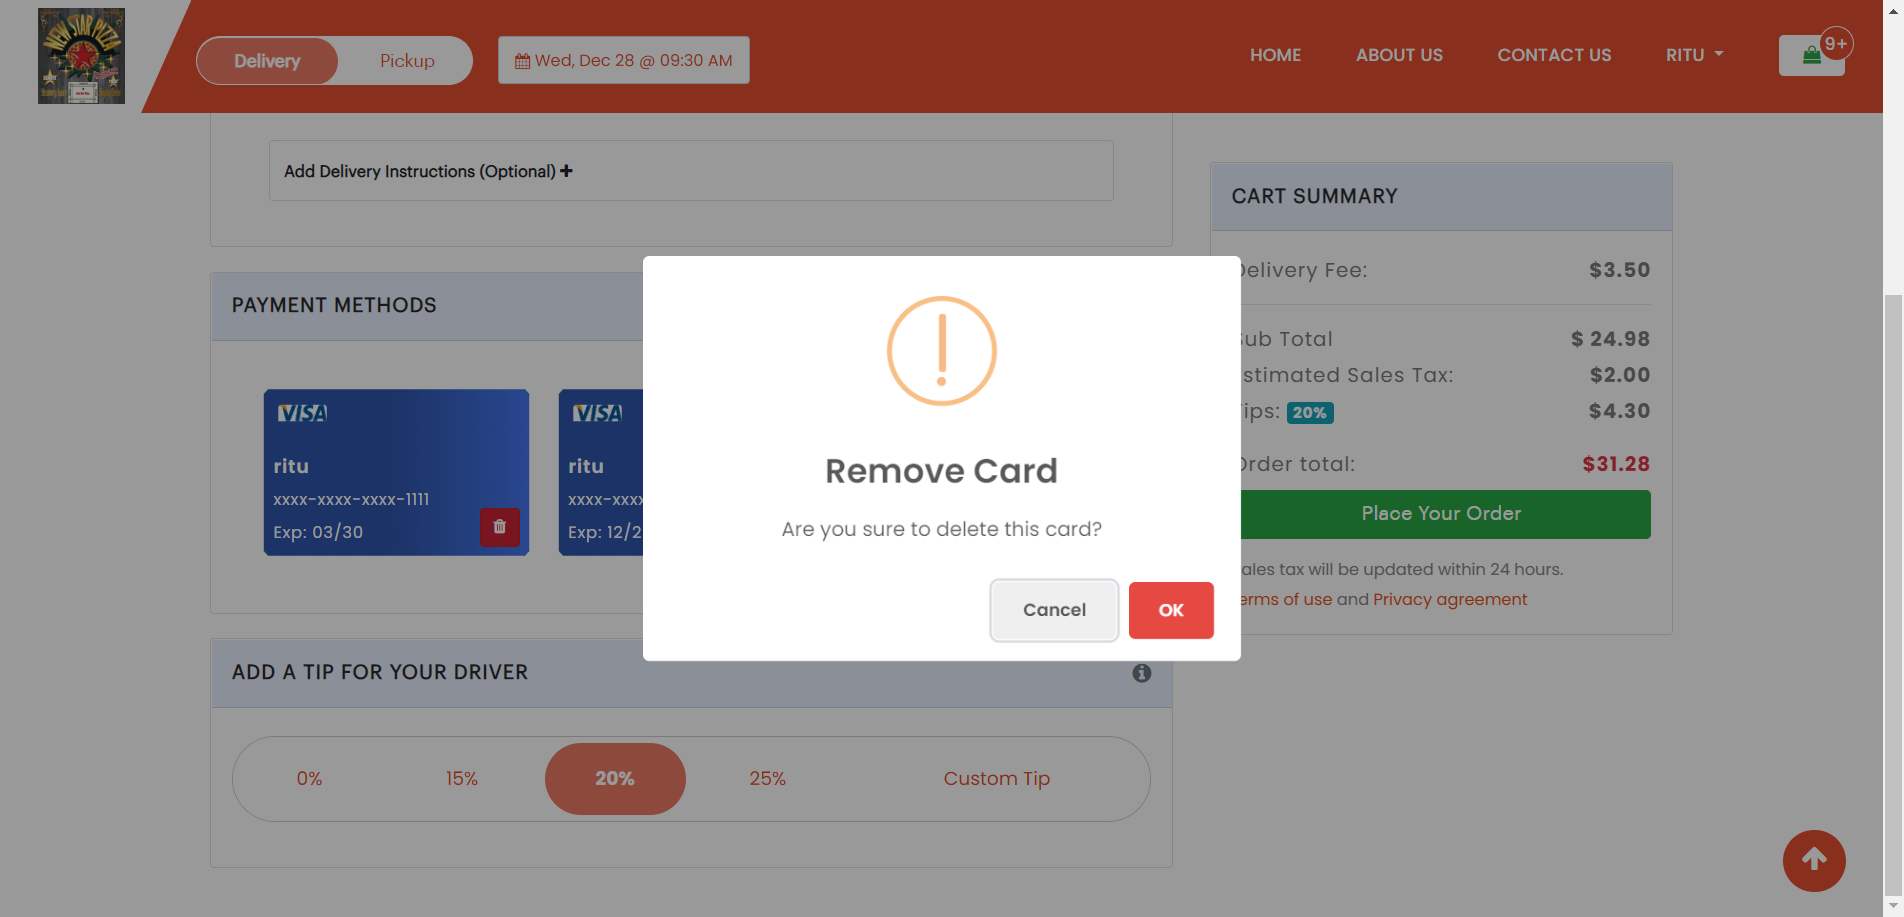 NEW STAR PIZZA
Delivery
Pickup
Wed, Dec 28 @ 09:30 AM
HOME
ABOUT US
CONTACT US
RITU
9+
Add Delivery Instructions (Optional)
CART SUMMARY
elivery Fee:
$3.50
ub Total
$ 24.98
stimated Sales Tax:
$2.00
ips: 20%
$4.30
rder total:
$31.28
Place Your Order
ales tax will be updated within 24 hours.
erms of use and Privacy agreement
PAYMENT METHODS
VISA
ritu
xxxx-xxxx-xxxx-1111
Exp: 03/30
VISA
ritu
xxxx-xxxx
Exp: 12/2
Remove Card
Are you sure to delete this card?
Cancel
OK
ADD A TIP FOR YOUR DRIVER
0%
15%
20%
25%
Custom Tip